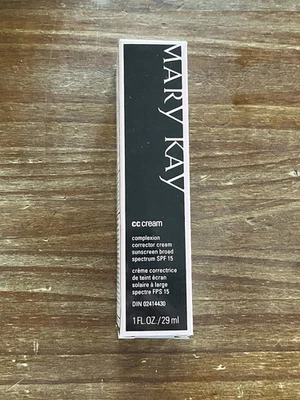 MARY KAY
cc cream
complexion
corrector cream
sunscreen broad
spectrum SPF 15
crème correctrice
de teint écran
solaire à large
spectre FPS 15
DIN 02414430
1 FL.OZ./29 ml